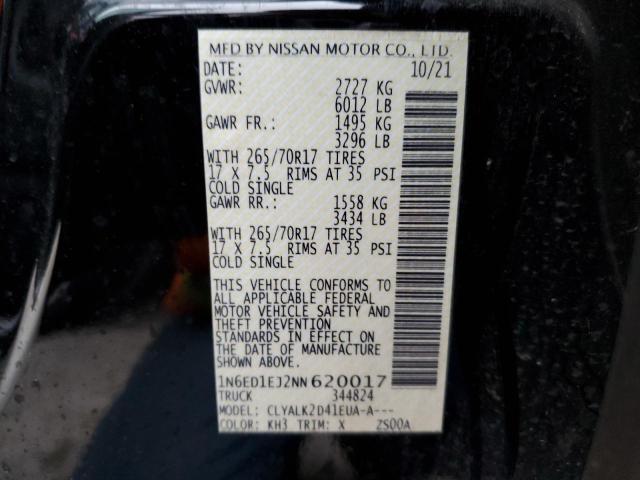 MFD BY NISSAN MOTOR CO., LTD.
DATE: 10/21
GVWR: 2727 KG
6012 LB
GAWR FR.: 1495 KG
3296 LB
WITH 265/70R17 TIRES
17 X 7.5 RIMS AT 35 PSI
COLD SINGLE
GAWR RR.: 1558 KG
3434 LB
WITH 265/70R17 TIRES
17 X 7.5 RIMS AT 35 PSI
COLD SINGLE
THIS VEHICLE CONFORMS TO
ALL APPLICABLE FEDERAL
MOTOR VEHICLE SAFETY AND
THEFT PREVENTION
STANDARDS IN EFFECT ON
THE DATE OF MANUFACTURE
SHOWN ABOVE.
1N6ED1EJ2NN620017
TRUCK 344824
MODEL: CLYALK2D41EUA-A---
COLOR: KH3 TRIM: X ZS00A